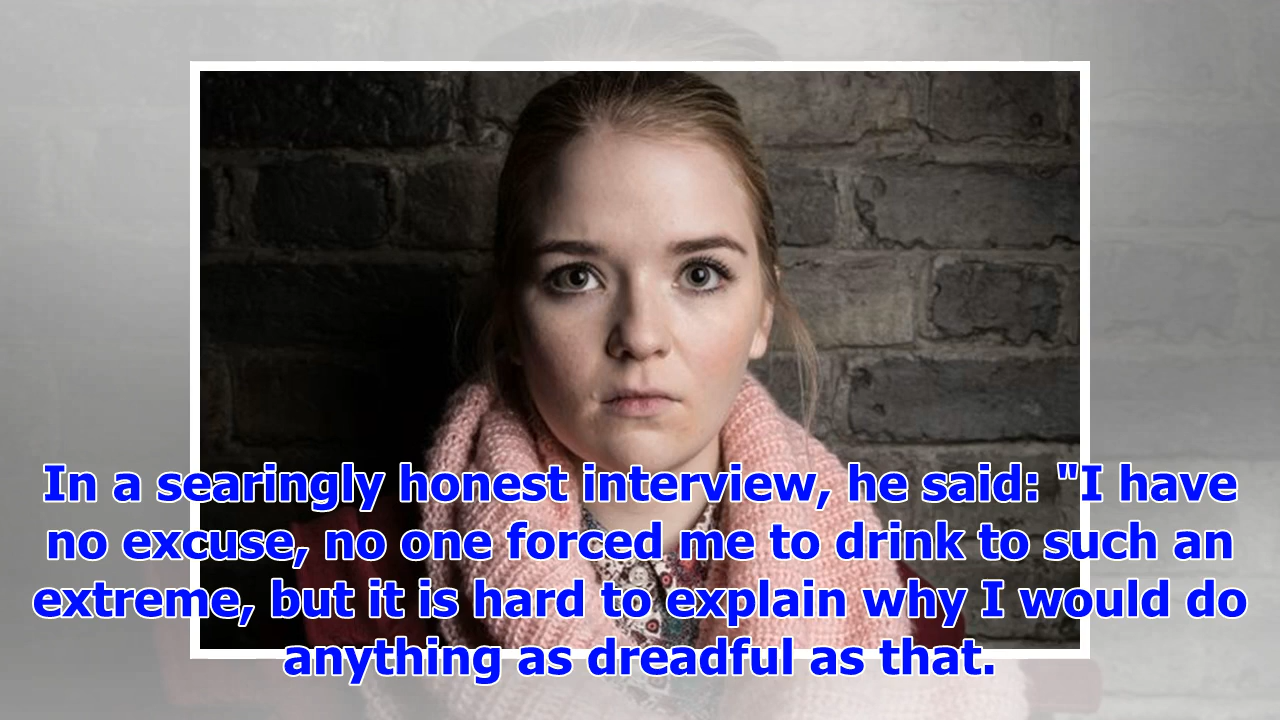 In a searingly honest interview, he said: "I have
no excuse, no one forced me to drink to such an
extreme, but it is hard to explain why I would do
anything as dreadful as that.